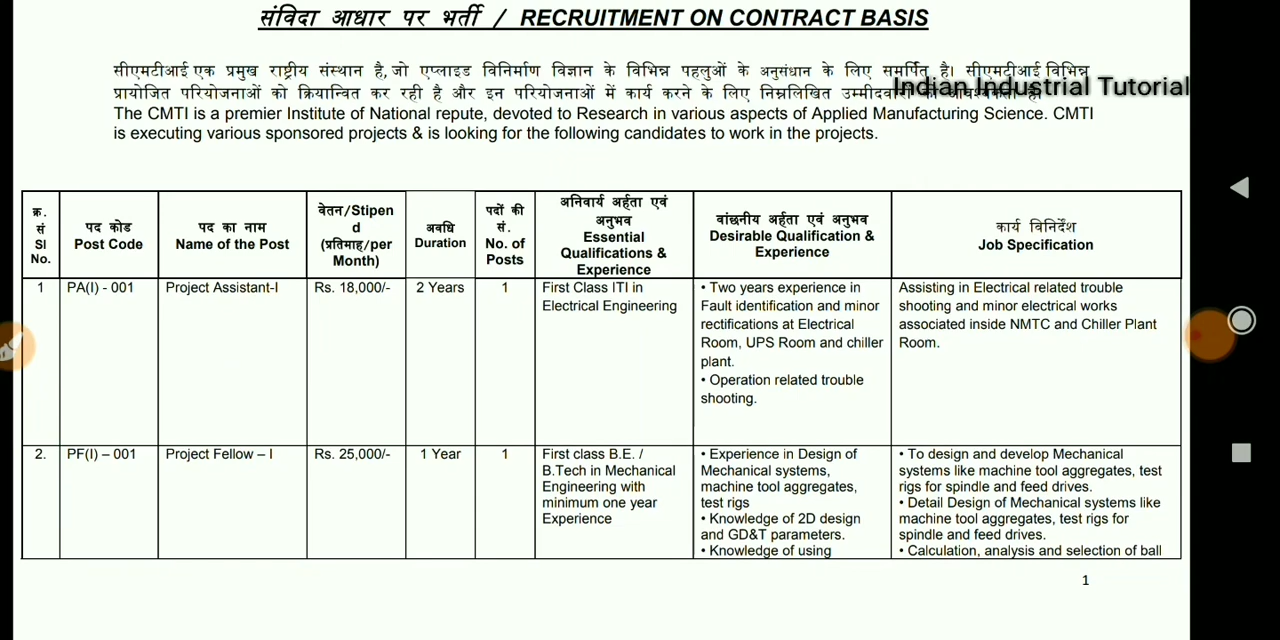 संविदा आधार पर भर्ती / RECRUITMENT ON CONTRACT BASIS
सीएमटीआई एक प्रमुख राष्ट्रीय संस्थान है, जो एप्लाइड विनिर्माण विज्ञान के विभिन्न पहलुओं के अनुसंधान के लिए समर्पित है। सीएमटीआई विभिन्न
Indian Industrial Tutorial
प्रायोजित परियोजनाओं को क्रियान्वित कर रही है और इन परियोजनाओं में कार्य करने के लिए निम्नलिखित
The CMTI is a premier Institute of National repute, devoted to Research in various aspects of Applied Manufacturing Science. CMTI
is executing various sponsored projects & is looking for the following candidates to work in the projects.
क्र.
सं
SI
No.
पद कोड
Post Code
पद का नाम
Name of the Post
वेतन/Stipen
d
(प्रतिमाह/per
Month)
अवधि
Duration
पदों की
सं.
No. of
Posts
अनिवार्य अर्हता एवं
अनुभव
Essential
Qualifications &
Experience
वांछनीय अर्हता एवं अनुभव
Desirable Qualification &
Experience
कार्य विनिर्देश
Job Specification
1
PA(I) - 001
Project Assistant-I
Rs. 18,000/-
2 Years
1
First Class ITI in
Electrical Engineering
• Two years experience in
Fault identification and minor
rectifications at Electrical
Room, UPS Room and chiller
plant.
• Operation related trouble
shooting.
Assisting in Electrical related trouble
shooting and minor electrical works
associated inside NMTC and Chiller Plant
Room.
2.
PF(I) – 001
Project Fellow – I
Rs. 25,000/-
1 Year
1
First class B.E. /
B.Tech in Mechanical
Engineering with
minimum one year
Experience
• Experience in Design of
Mechanical systems,
machine tool aggregates,
test rigs
• Knowledge of 2D design
and GD&T parameters.
• Knowledge of using
• To design and develop Mechanical
systems like machine tool aggregates, test
rigs for spindle and feed drives.
• Detail Design of Mechanical systems like
machine tool aggregates, test rigs for
spindle and feed drives.
• Calculation, analysis and selection of ball
1